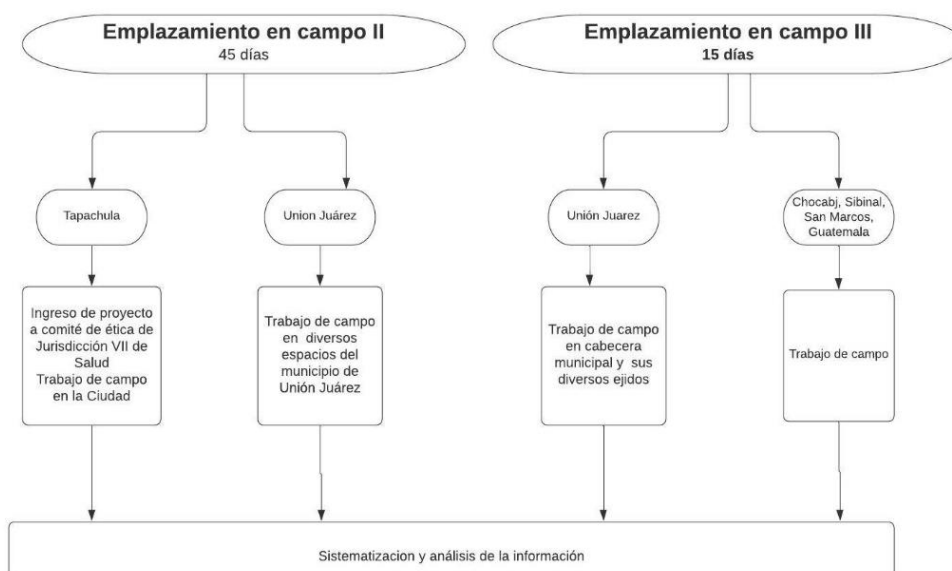 Emplazamiento en campo II
45 días
Emplazamiento en campo III
15 días
Tapachula
Union Juárez
Unión Juarez
Chocabj, Sibinal,
San Marcos,
Guatemala
Ingreso de proyecto
a comité de ética de
Jurisdicción VII de
Salud
Trabajo de campo
en la Ciudad
Trabajo de campo
en diversos
espacios del
municipio de
Unión Juárez
Trabajo de campo
en cabecera
municipal y sus
diversos ejidos
Trabajo de campo
Sistematizacion y análisis de la información